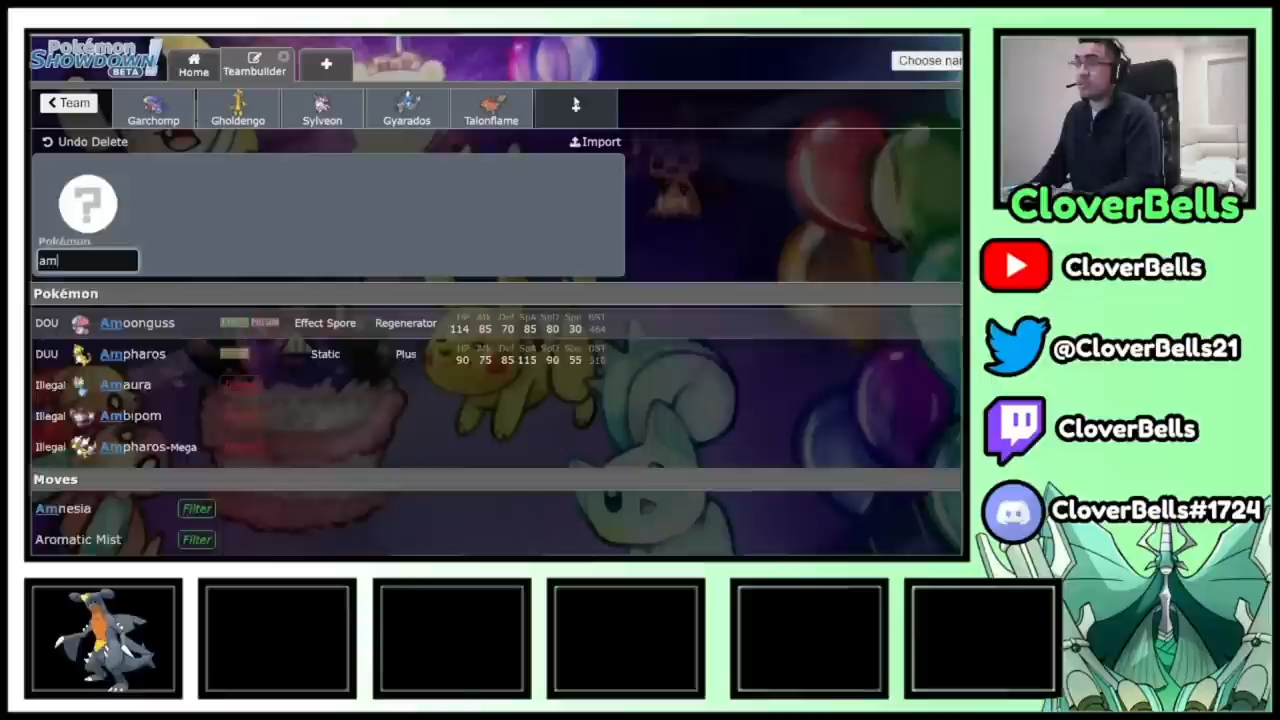 Pokémon
SHOWDOWN!
BETA
Home
Teambuilder
Choose nar
Team
Garchomp
Gholdengo
Sylveon
Gyarados
Talonflame
Undo Delete
Import
Pokémon
am
Pokémon
DOU Amoonguss Effect Spore Regenerator
HP Atk Def SpA SpD Spe BST
114 85 70 85 80 30 464
DUU Ampharos Static Plus
HP Atk Def SpA SpD Spe BST
90 75 85 115 90 55 510
Illegal Amaura
Illegal Ambipom
Illegal Ampharos-Mega
Moves
Amnesia Filter
Aromatic Mist Filter
CloverBells
CloverBells
@CloverBells21
CloverBells
CloverBells#1724